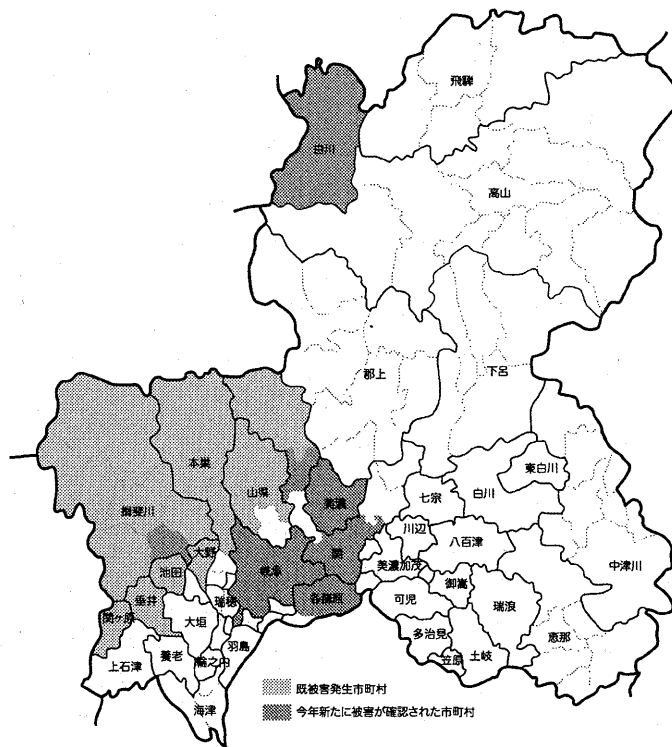 飛騨
白川
高山
郡上
下呂
本巣
山県
美濃
揖斐川
七宗
白川
東白川
川辺
八百津
関
大野
岐阜
池田
美濃加茂
御嵩
中津川
各務原
瑞穂
可児
瑞浪
垂井
関ヶ原
大垣
羽島
多治見
恵那
養老
輪之内
笠原
土岐
上石津
海津
既被害発生市町村
今年新たに被害が確認された市町村